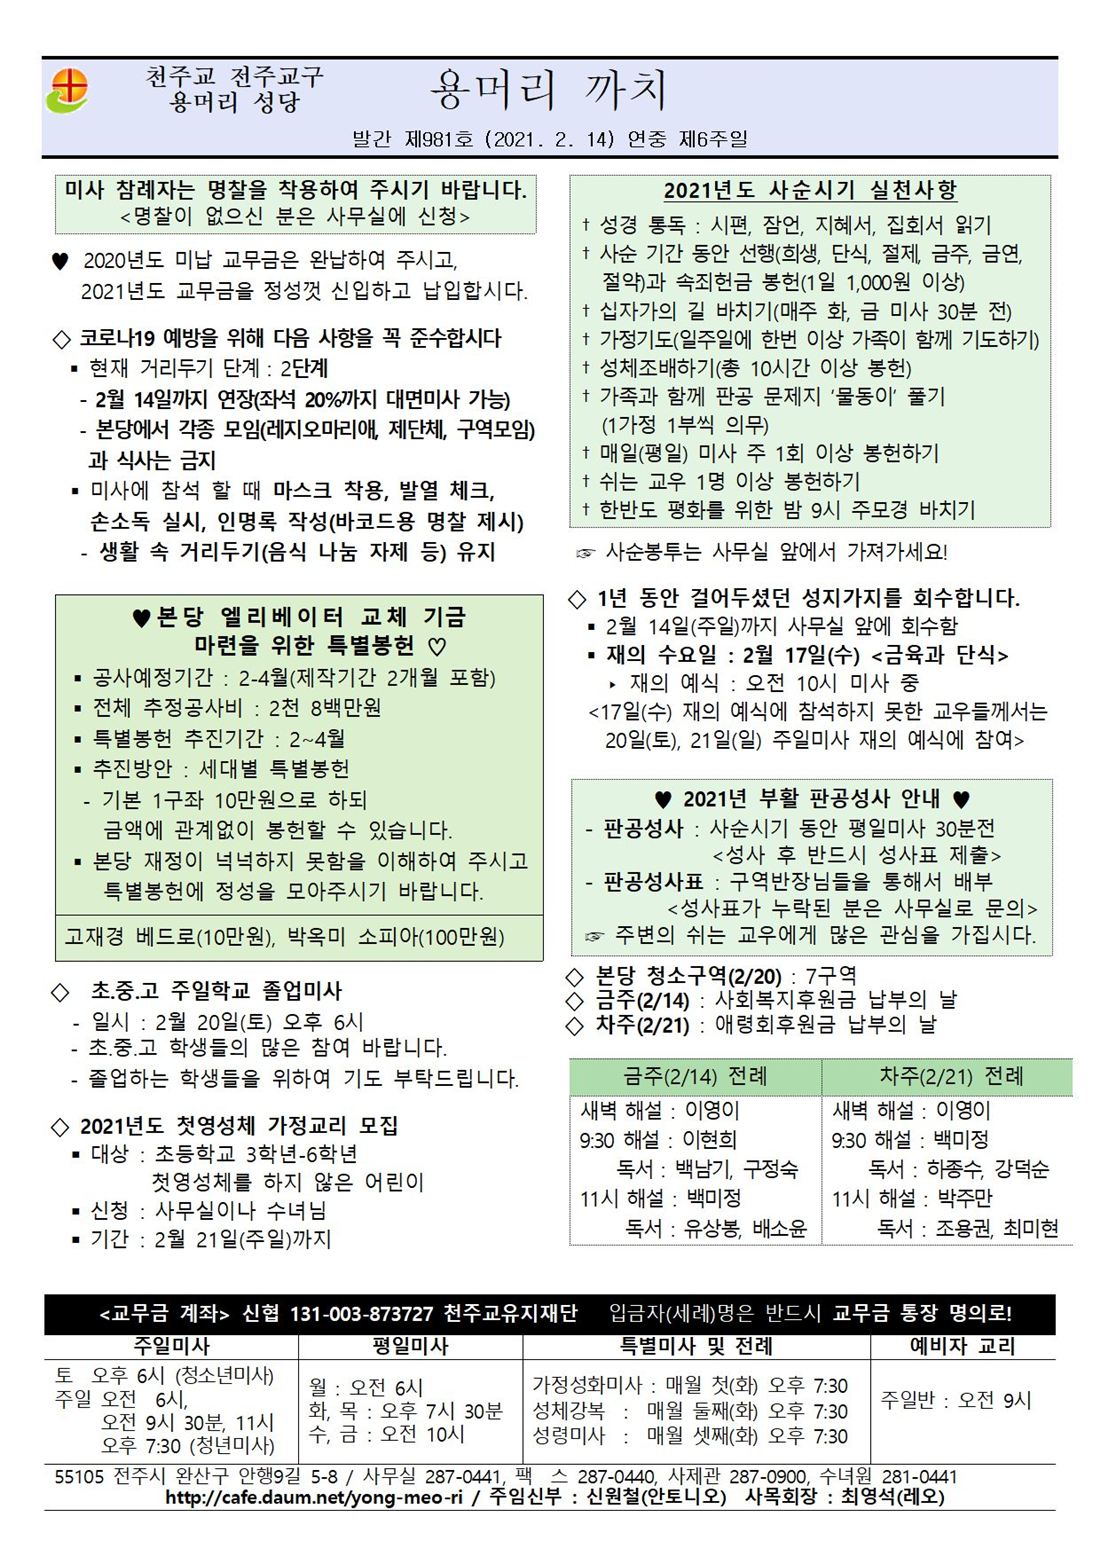 천주교 전주교구
용머리 성당
용머리 까치
발간 제981호 (2021. 2. 14) 연중 제6주일
미사 참례자는 명찰을 착용하여 주시기 바랍니다.
<명찰이 없으신 분은 사무실에 신청>
♥ 2020년도 미납 교무금은 완납하여 주시고,
2021년도 교무금을 정성껏 신입하고 납입합시다.
◇ 코로나19 예방을 위해 다음 사항을 꼭 준수합시다
▪ 현재 거리두기 단계 : 2단계
- 2월 14일까지 연장(좌석 20%까지 대면미사 가능)
- 본당에서 각종 모임(레지오마리애, 제단체, 구역모임)
과 식사는 금지
▪ 미사에 참석 할 때 마스크 착용, 발열 체크,
손소독 실시, 인명록 작성(바코드용 명찰 제시)
- 생활 속 거리두기(음식 나눔 자제 등) 유지
♥본당 엘리베이터 교체 기금
마련을 위한 특별봉헌 ♡
▪ 공사예정기간 : 2-4월(제작기간 2개월 포함)
▪ 전체 추정공사비 : 2천 8백만원
▪ 특별봉헌 추진기간 : 2~4월
▪ 추진방안 : 세대별 특별봉헌
- 기본 1구좌 10만원으로 하되
금액에 관계없이 봉헌할 수 있습니다.
▪ 본당 재정이 넉넉하지 못함을 이해하여 주시고
특별봉헌에 정성을 모아주시기 바랍니다.
고재경 베드로(10만원), 박옥미 소피아(100만원)
◇ 초.중.고 주일학교 졸업미사
- 일시 : 2월 20일(토) 오후 6시
- 초.중.고 학생들의 많은 참여 바랍니다.
- 졸업하는 학생들을 위하여 기도 부탁드립니다.
◇ 2021년도 첫영성체 가정교리 모집
▪ 대상 : 초등학교 3학년-6학년
첫영성체를 하지 않은 어린이
▪ 신청 : 사무실이나 수녀님
▪ 기간 : 2월 21일(주일)까지
2021년도 사순시기 실천사항
† 성경 통독 : 시편, 잠언, 지혜서, 집회서 읽기
† 사순 기간 동안 선행(희생, 단식, 절제, 금주, 금연,
절약)과 속죄헌금 봉헌(1일 1,000원 이상)
† 십자가의 길 바치기(매주 화, 금 미사 30분 전)
† 가정기도(일주일에 한번 이상 가족이 함께 기도하기)
† 성체조배하기(총 10시간 이상 봉헌)
† 가족과 함께 판공 문제지 ‘물동이’ 풀기
(1가정 1부씩 의무)
† 매일(평일) 미사 주 1회 이상 봉헌하기
† 쉬는 교우 1명 이상 봉헌하기
† 한반도 평화를 위한 밤 9시 주모경 바치기
☞ 사순봉투는 사무실 앞에서 가져가세요!
◇ 1년 동안 걸어두셨던 성지가지를 회수합니다.
▪ 2월 14일(주일)까지 사무실 앞에 회수함
▪ 재의 수요일 : 2월 17일(수) <금육과 단식>
▸ 재의 예식 : 오전 10시 미사 중
<17일(수) 재의 예식에 참석하지 못한 교우들께서는
20일(토), 21일(일) 주일미사 재의 예식에 참여>
♥ 2021년 부활 판공성사 안내 ♥
- 판공성사 : 사순시기 동안 평일미사 30분전
<성사 후 반드시 성사표 제출>
- 판공성사표 : 구역반장님들을 통해서 배부
<성사표가 누락된 분은 사무실로 문의>
☞ 주변의 쉬는 교우에게 많은 관심을 가집시다.
◇ 본당 청소구역(2/20) : 7구역
◇ 금주(2/14) : 사회복지후원금 납부의 날
◇ 차주(2/21) : 애령회후원금 납부의 날
금주(2/14) 전례
새벽 해설 : 이영이
9:30 해설 : 이현희
독서 : 백남기, 구정숙
11시 해설 : 백미정
독서 : 유상봉, 배소윤
차주(2/21) 전례
새벽 해설 : 이영이
9:30 해설 : 백미정
독서 : 하종수, 강덕순
11시 해설 : 박주만
독서 : 조용권, 최미현
<교무금 계좌> 신협 131-003-873727 천주교유지재단 입금자(세례)명은 반드시 교무금 통장 명의로!
주일미사
토 오후 6시 (청소년미사)
주일 오전 6시,
오전 9시 30분, 11시
오후 7:30 (청년미사)
평일미사
월 : 오전 6시
화, 목 : 오후 7시 30분
수, 금 : 오전 10시
특별미사 및 전례
가정성화미사 : 매월 첫(화) 오후 7:30
성체강복 : 매월 둘째(화) 오후 7:30
성령미사 : 매월 셋째(화) 오후 7:30
예비자 교리
주일반 : 오전 9시
55105 전주시 완산구 안행9길 5-8 / 사무실 287-0441, 팩 스 287-0440, 사제관 287-0900, 수녀원 281-0441
http://cafe.daum.net/yong-meo-ri / 주임신부 : 신원철(안토니오) 사목회장 : 최영석(레오)